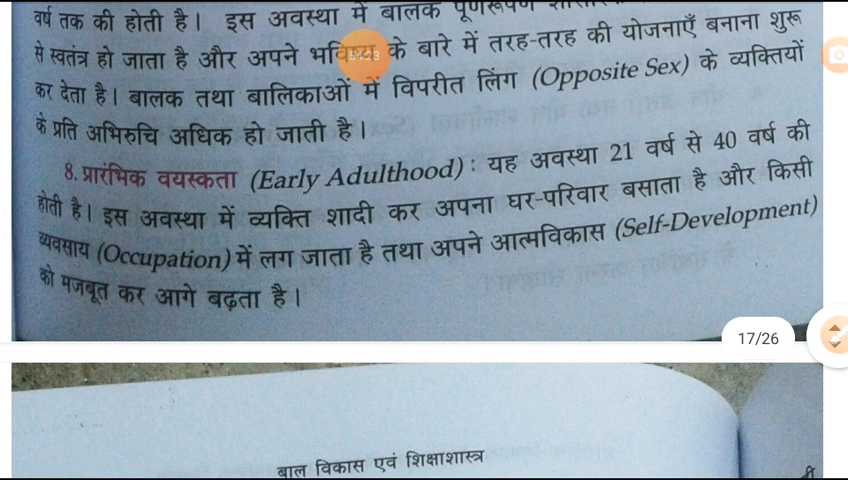 वर्ष तक की होती है। इस अवस्था में बालक पूर्णरूपेण
से स्वतंत्र हो जाता है और अपने के बारे में तरह-तरह की योजनाएँ बनाना शुरू
कर देता है। बालक तथा बालिकाओं में विपरीत लिंग (Opposite Sex) के व्यक्तियों
के प्रति अभिरुचि अधिक हो जाती है।
8. प्रारंभिक वयस्कता (Early Adulthood) : यह अवस्था 21 वर्ष से 40 वर्ष की
होती है। इस अवस्था में व्यक्ति शादी कर अपना घर-परिवार बसाता है और किसी
व्यवसाय (Occupation) में लग जाता है तथा अपने आत्मविकास (Self-Development)
को मजबूत कर आगे बढ़ता है।
17/26
बाल विकास एवं शिक्षाशास्त्र